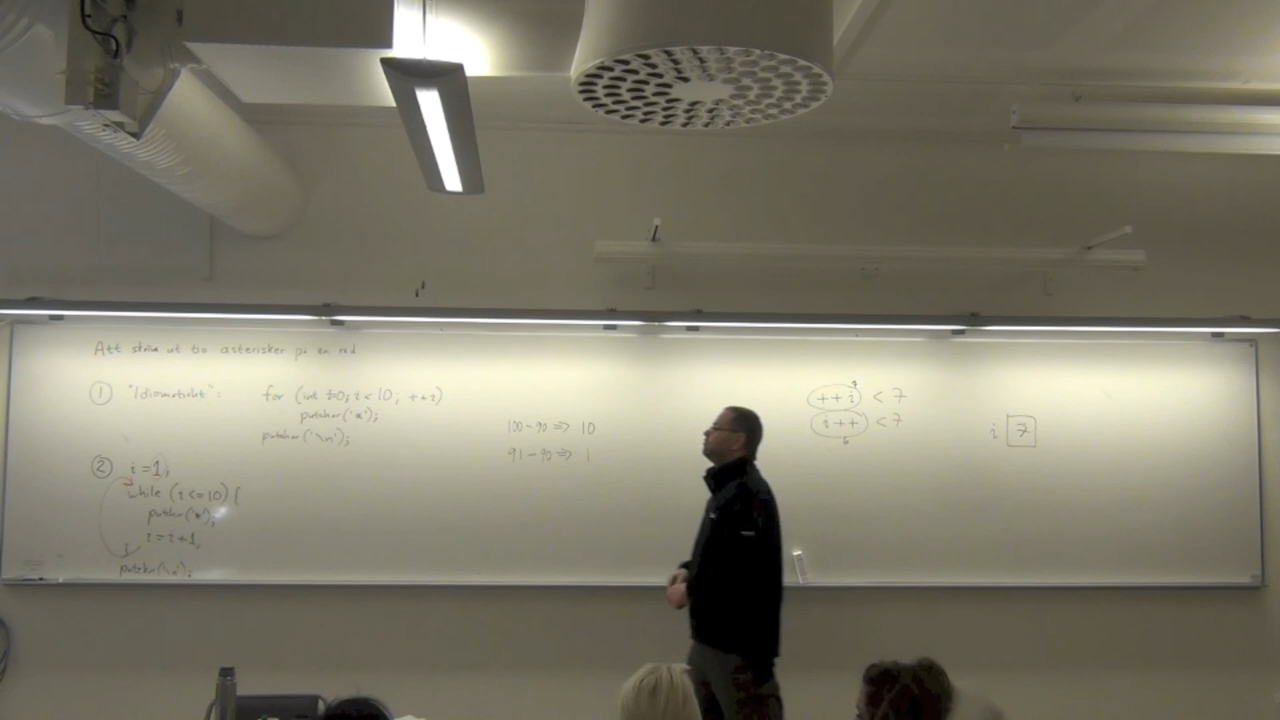 Att skriva ut tio asterisker på en rad
① "Idiomatiskt":
for (int i=0; i < 10; ++i)
putchar('*');
putchar('\n');
② i=1;
while (i <= 10) {
putchar('*');
i = i+1;
}
putchar('\n');
100-90 => 10
91-90 => 1
++i < 7
i++ < 7
6
i 7